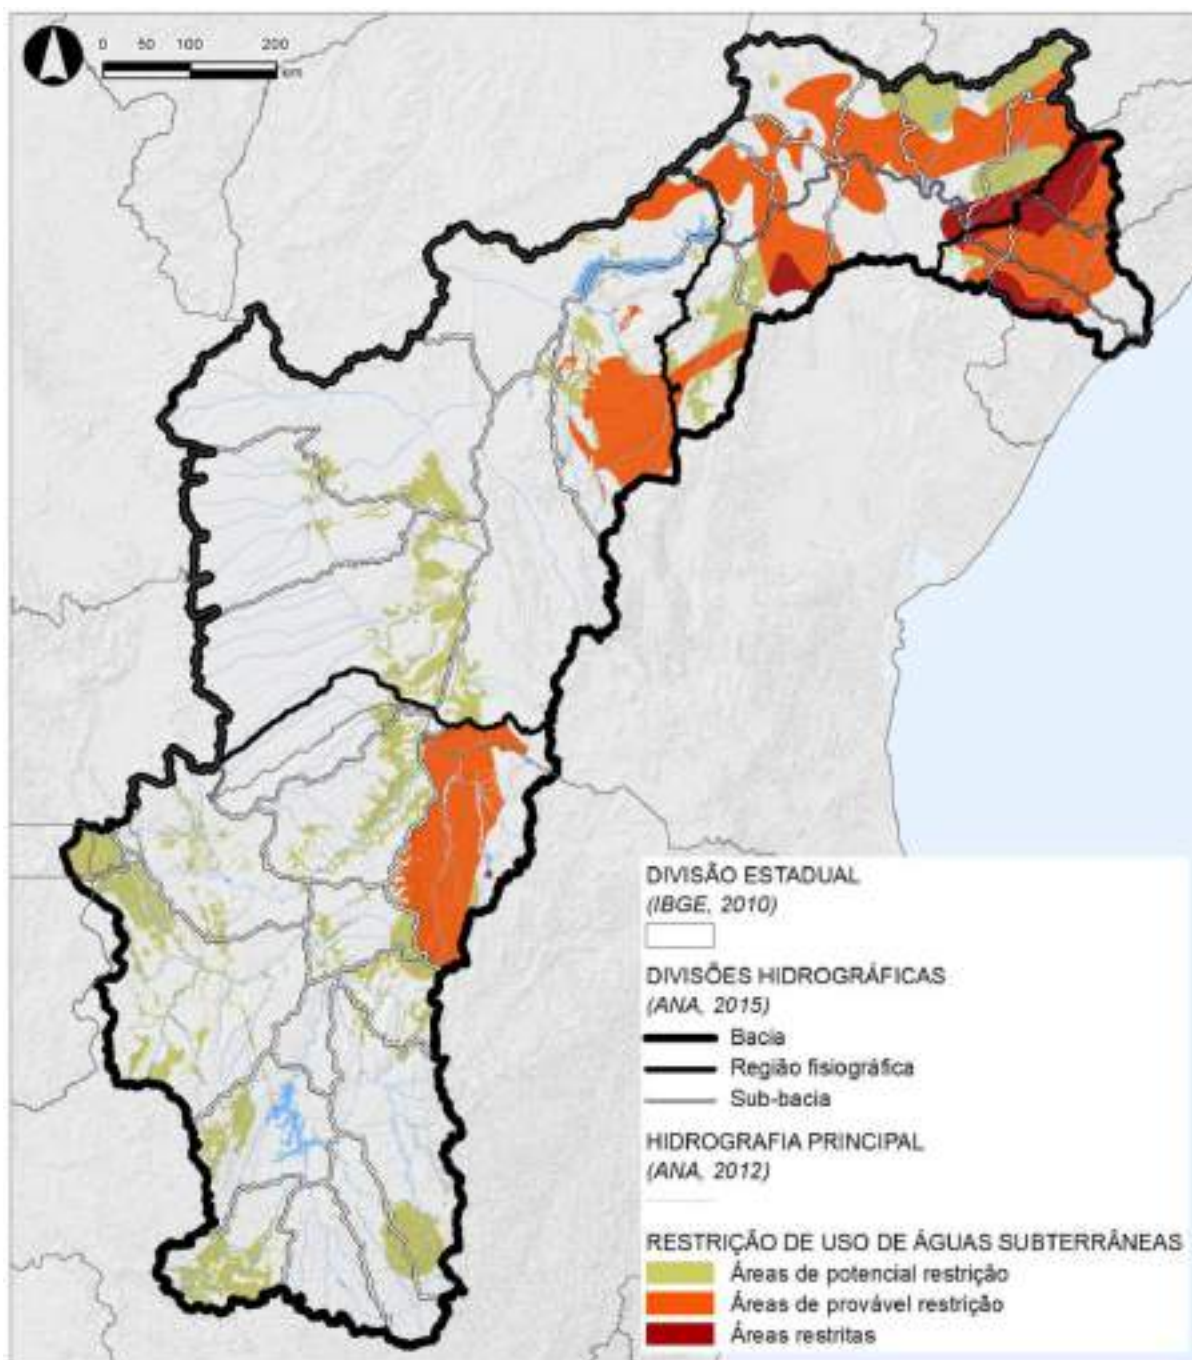 0 50 100 200
km
DIVISÃO ESTADUAL
(IBGE, 2010)
DIVISÕES HIDROGRÁFICAS
(ANA, 2015)
Bacia
Região fisiográfica
Sub-bacia
HIDROGRAFIA PRINCIPAL
(ANA, 2012)
RESTRIÇÃO DE USO DE ÁGUAS SUBTERRÂNEAS
Áreas de potencial restrição
Áreas de provável restrição
Áreas restritas